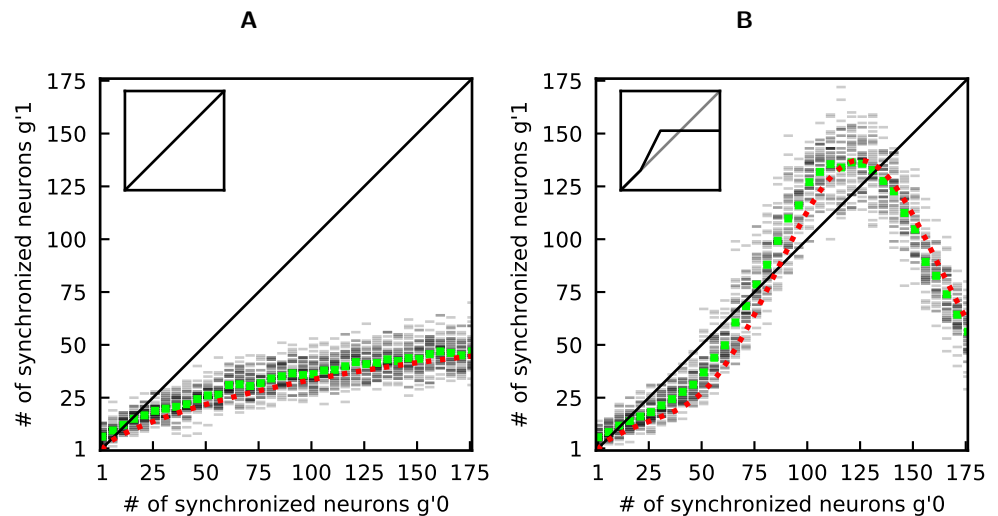 A
B
# of synchronized neurons g'1
175
150
125
100
75
50
25
1
1 25 50 75 100 125 150 175
# of synchronized neurons g'0
# of synchronized neurons g'1
175
150
125
100
75
50
25
1
1 25 50 75 100 125 150 175
# of synchronized neurons g'0